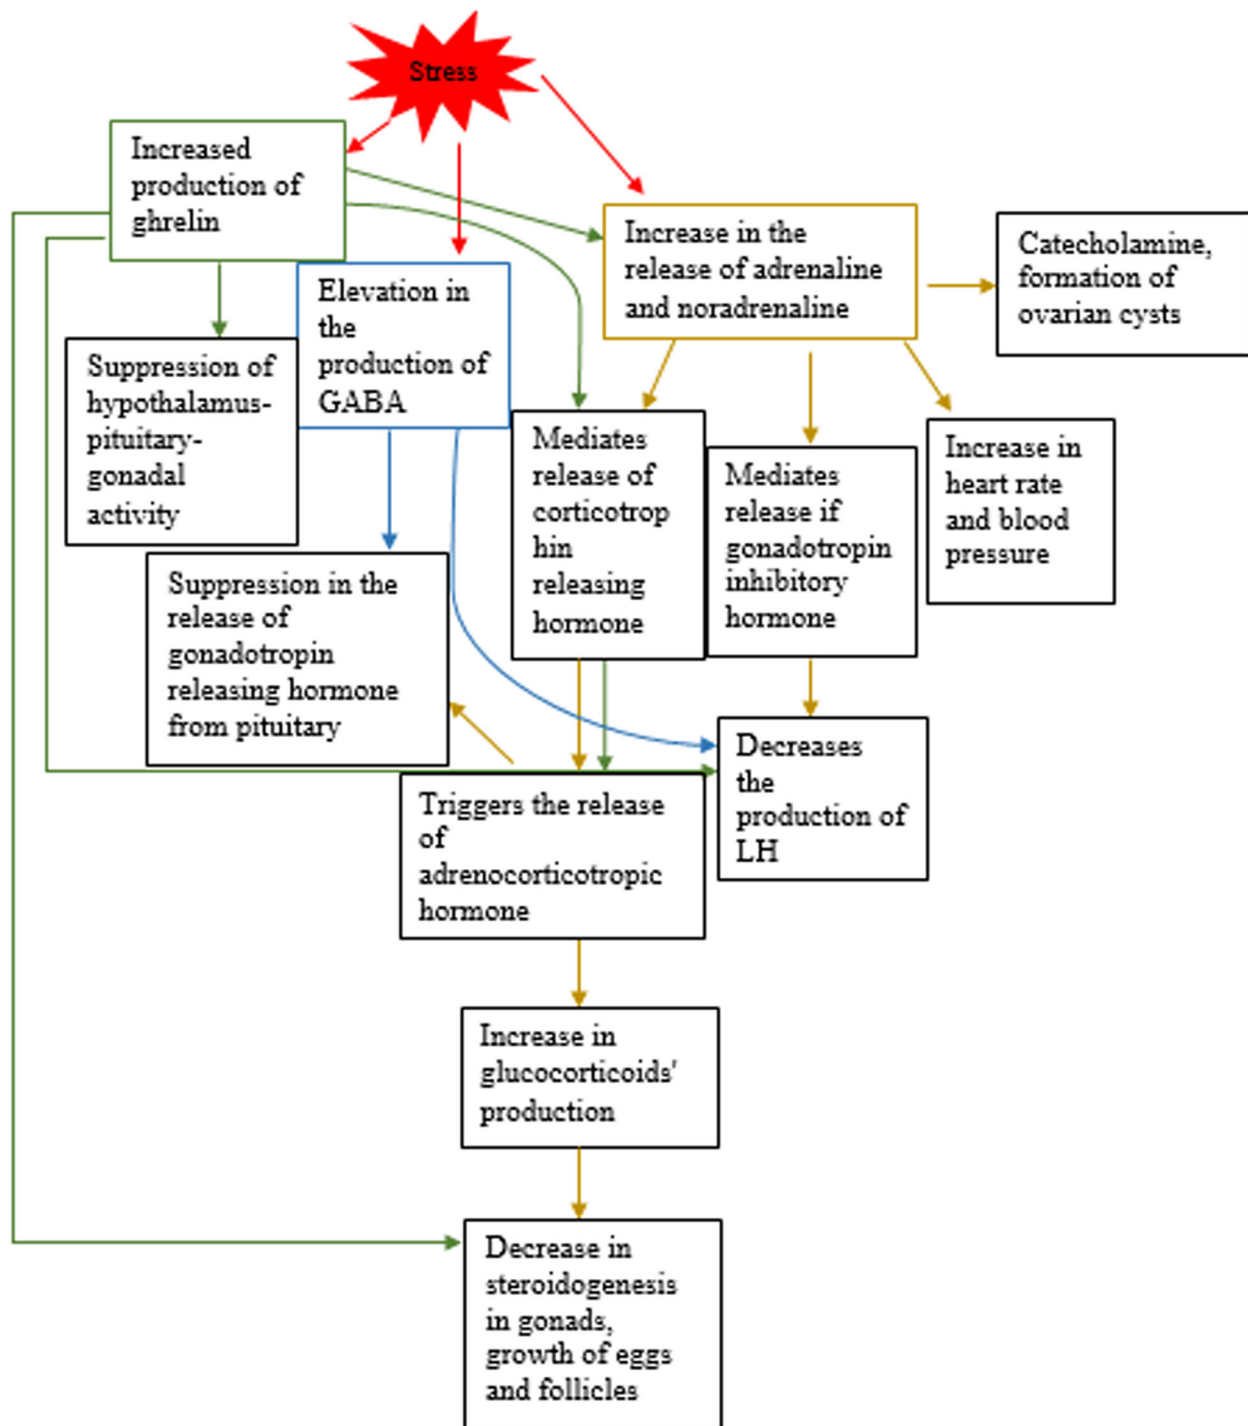 Stress
Increased
production of
ghrelin
Increase in the
release of adrenaline
and noradrenaline
Catecholamine,
formation of
ovarian cysts
Elevation in
the
production of
GABA
Suppression of
hypothalamus-
pituitary-
gonadal
activity
Mediates
release of
corticotrop
hin
releasing
hormone
Mediates
release if
gonadotropin
inhibitory
hormone
Increase in
heart rate
and blood
pressure
Suppression in the
release of
gonadotropin
releasing hormone
from pituitary
Decreases
the
production of
LH
Triggers the release
of
adrenocorticotropic
hormone
Increase in
glucocorticoids'
production
Decrease in
steroidogenesis
in gonads,
growth of eggs
and follicles